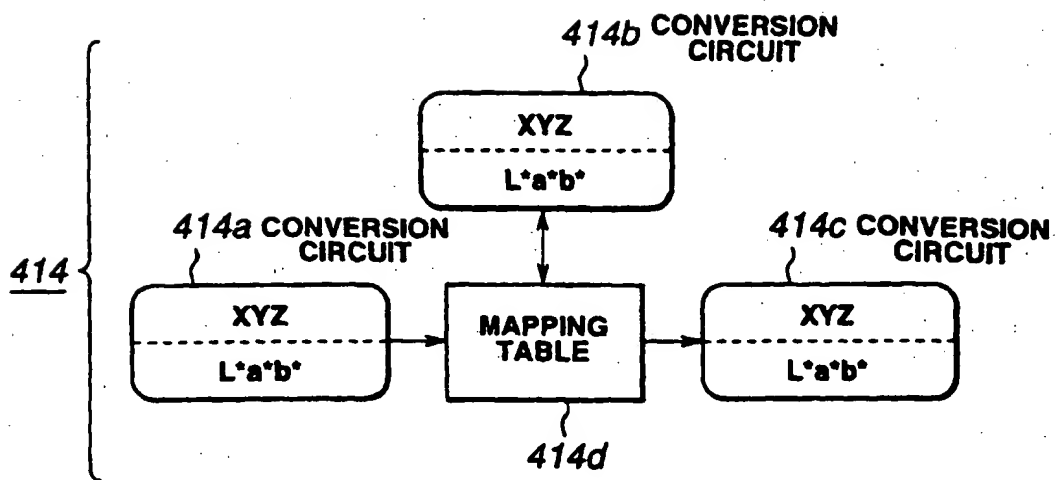 414b CONVERSION
CIRCUIT
XYZ
L*a*b*
414a CONVERSION
CIRCUIT
414c CONVERSION
CIRCUIT
414
XYZ
L*a*b*
MAPPING
TABLE
XYZ
L*a*b*
414d